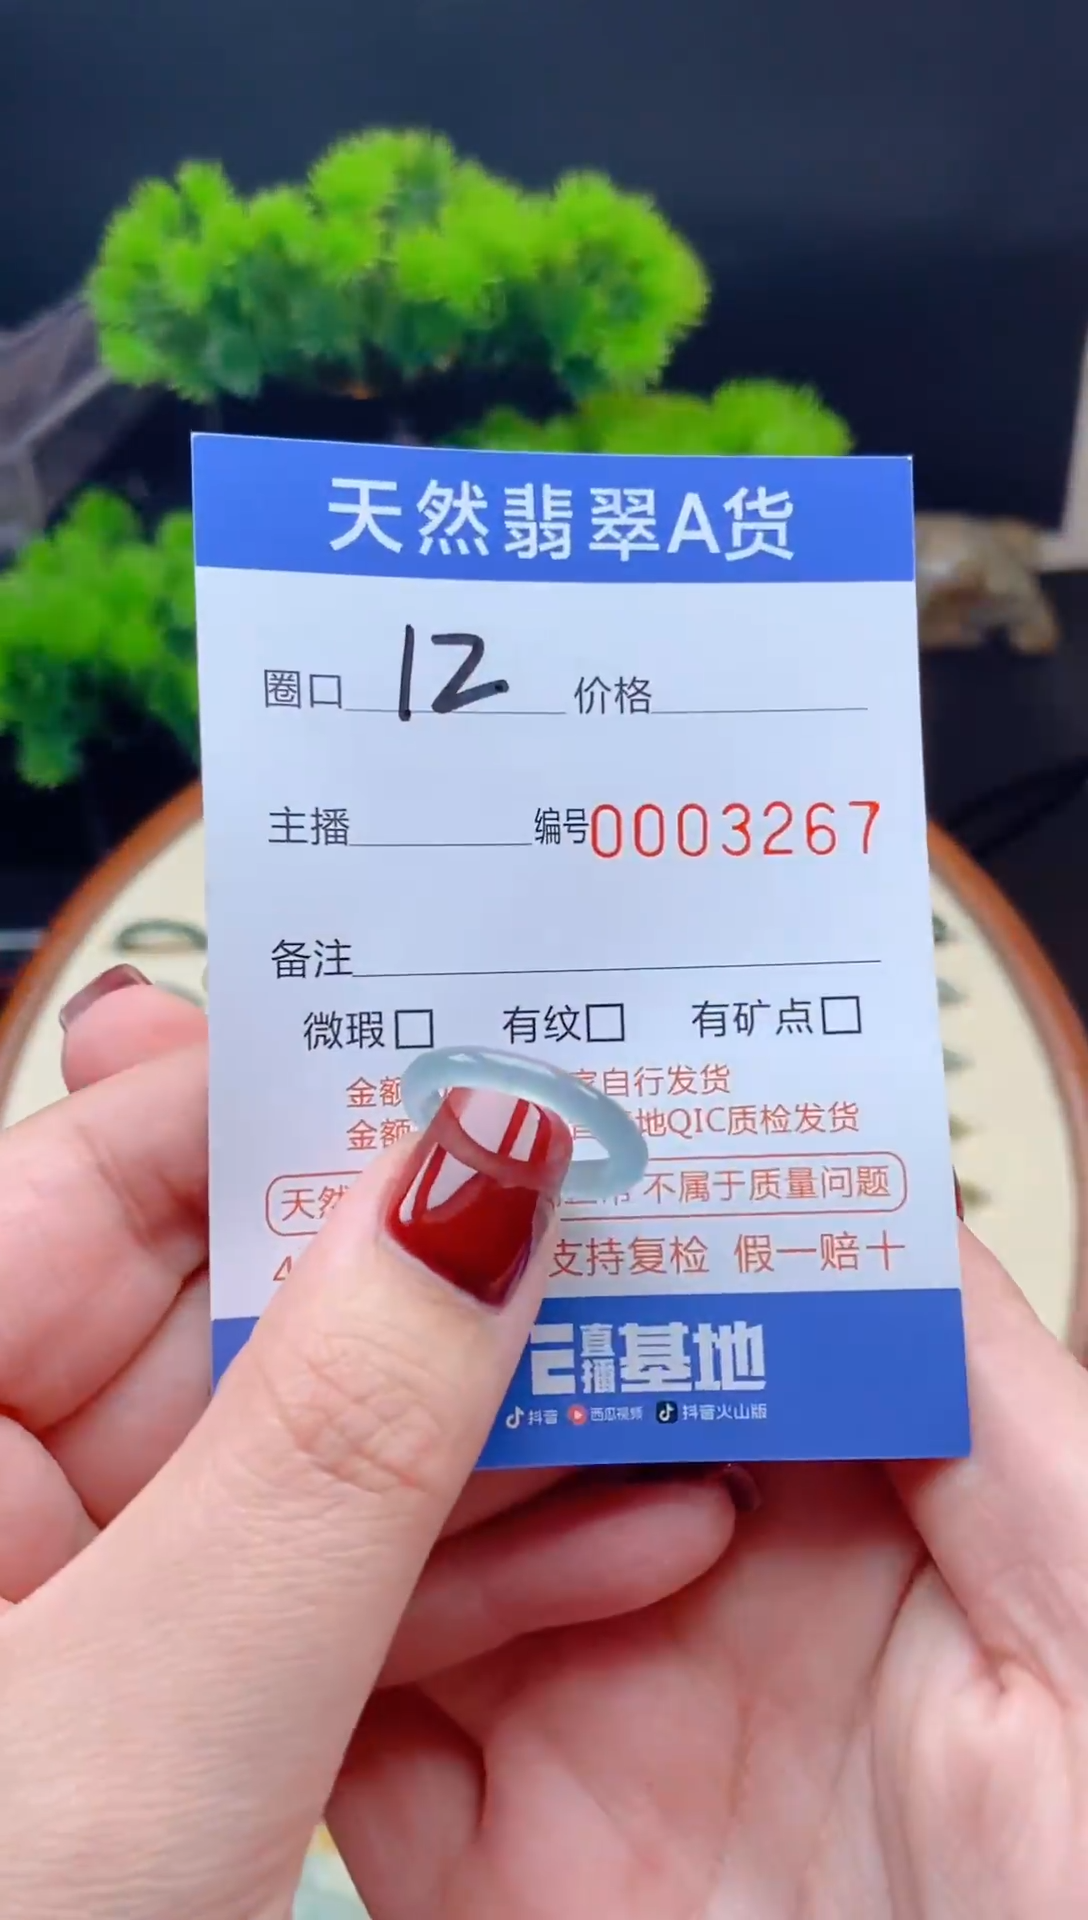 天然翡翠A货
圈口 12 价格
主播 编号0003267
备注
微瑕□ 有纹□ 有矿点□
金额 家自行发货
金额 地QIC质检发货
天然 不属于质量问题
4 支持复检 假一赔十
直播基地
抖音 西瓜视频 抖音火山版